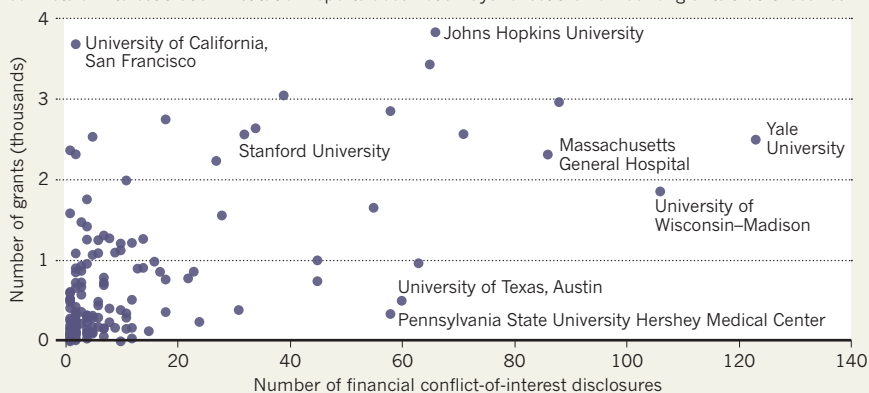 4
3
2
1
0
Number of grants (thousands)
University of California,
San Francisco
Johns Hopkins University
Stanford University
Massachusetts
General Hospital
Yale
University
University of
Wisconsin–Madison
University of Texas, Austin
Pennsylvania State University Hershey Medical Center
0 20 40 60 80 100 120 140
Number of financial conflict-of-interest disclosures